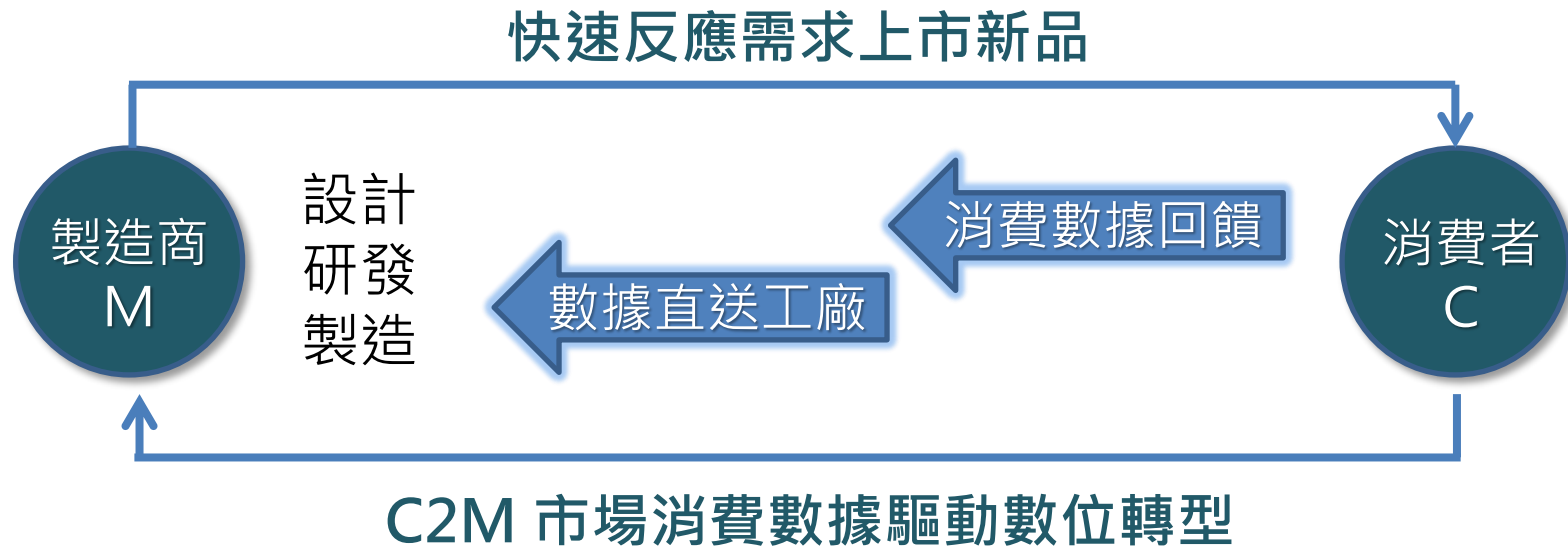 快速反應需求上市新品
製造商
M
設計
研發
製造
數據直送工廠
消費數據回饋
消費者
C
C2M 市場消費數據驅動數位轉型